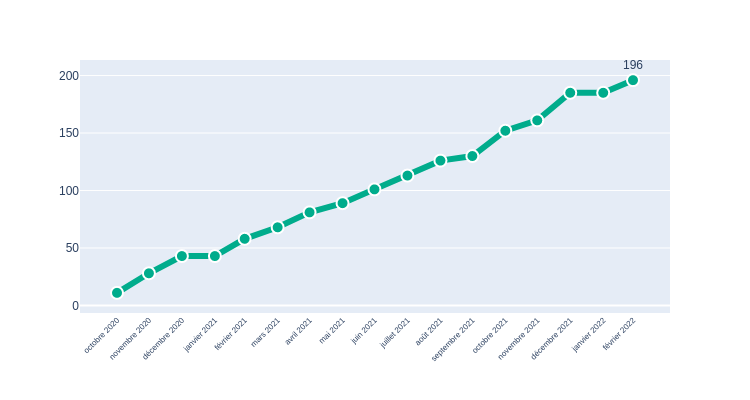 196
200
150
100
50
0
octobre 2020
novembre 2020
décembre 2020
janvier 2021
février 2021
mars 2021
avril 2021
mai 2021
juin 2021
juillet 2021
août 2021
septembre 2021
octobre 2021
novembre 2021
décembre 2021
janvier 2022
février 2022